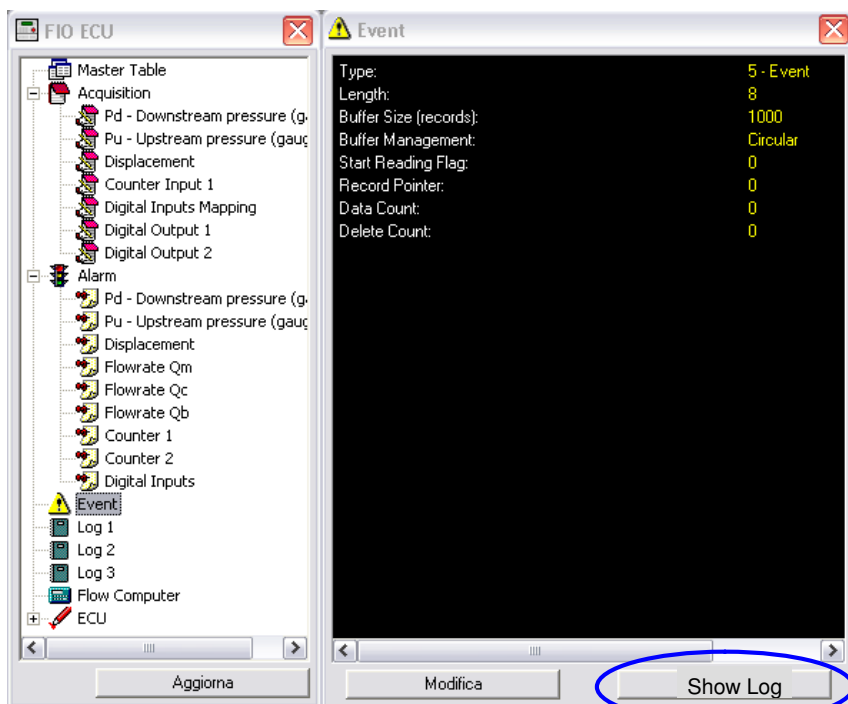 FIO ECU
Master Table
Acquisition
Pd - Downstream pressure (g
Pu - Upstream pressure (gaug
Displacement
Counter Input 1
Digital Inputs Mapping
Digital Output 1
Digital Output 2
Alarm
Pd - Downstream pressure (g
Pu - Upstream pressure (gaug
Displacement
Flowrate Qm
Flowrate Qc
Flowrate Qb
Counter 1
Counter 2
Digital Inputs
Event
Log 1
Log 2
Log 3
Flow Computer
ECU
Aggiorna
Event
Type: 5 - Event
Length: 8
Buffer Size (records): 1000
Buffer Management: Circular
Start Reading Flag: 0
Record Pointer: 0
Data Count: 0
Delete Count: 0
Modifica
Show Log